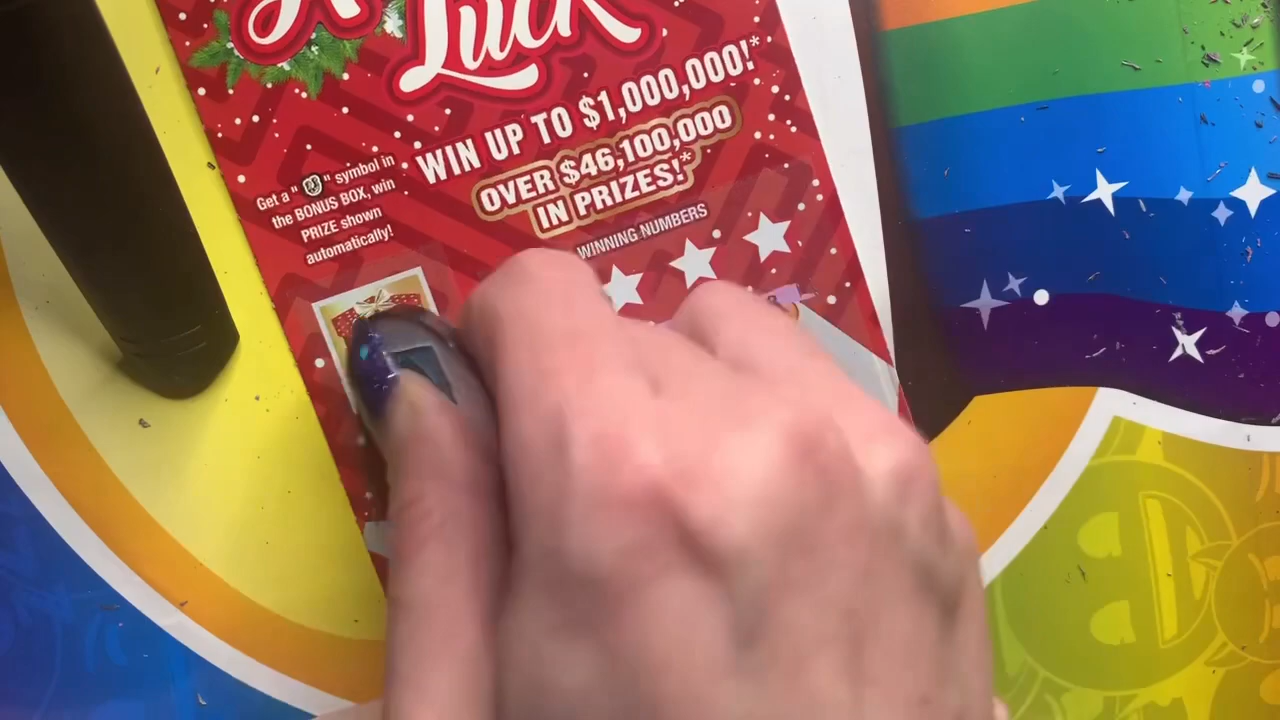 Luck
WIN UP TO $1,000,000!*
OVER $46,100,000
IN PRIZES!*
Get a " " symbol in
the BONUS BOX, win
PRIZE shown
automatically!
WINNING NUMBERS